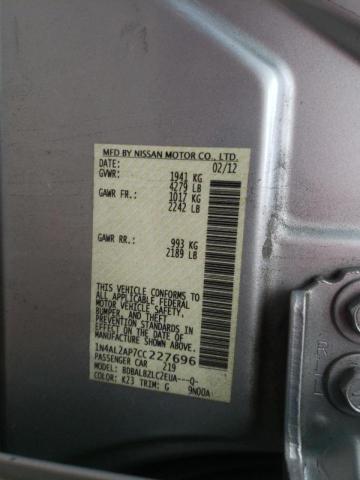 MFD BY NISSAN MOTOR CO., LTD.
DATE: 02/12
GVWR: 1941 KG
4279 LB
GAWR FR.: 1017 KG
2242 LB
GAWR RR.: 993 KG
2189 LB
THIS VEHICLE CONFORMS TO
ALL APPLICABLE FEDERAL
MOTOR VEHICLE SAFETY,
BUMPER, AND THEFT
STANDARDS IN EFFECT ON
THE DATE OF MANUFACTURE
SHOWN ABOVE.
1N4AL2AP7CC227696
PASSENGER CAR 219
MODEL: BDBALBZLC2EUA---Q-
COLOR: K23 TRIM: G 9N00A